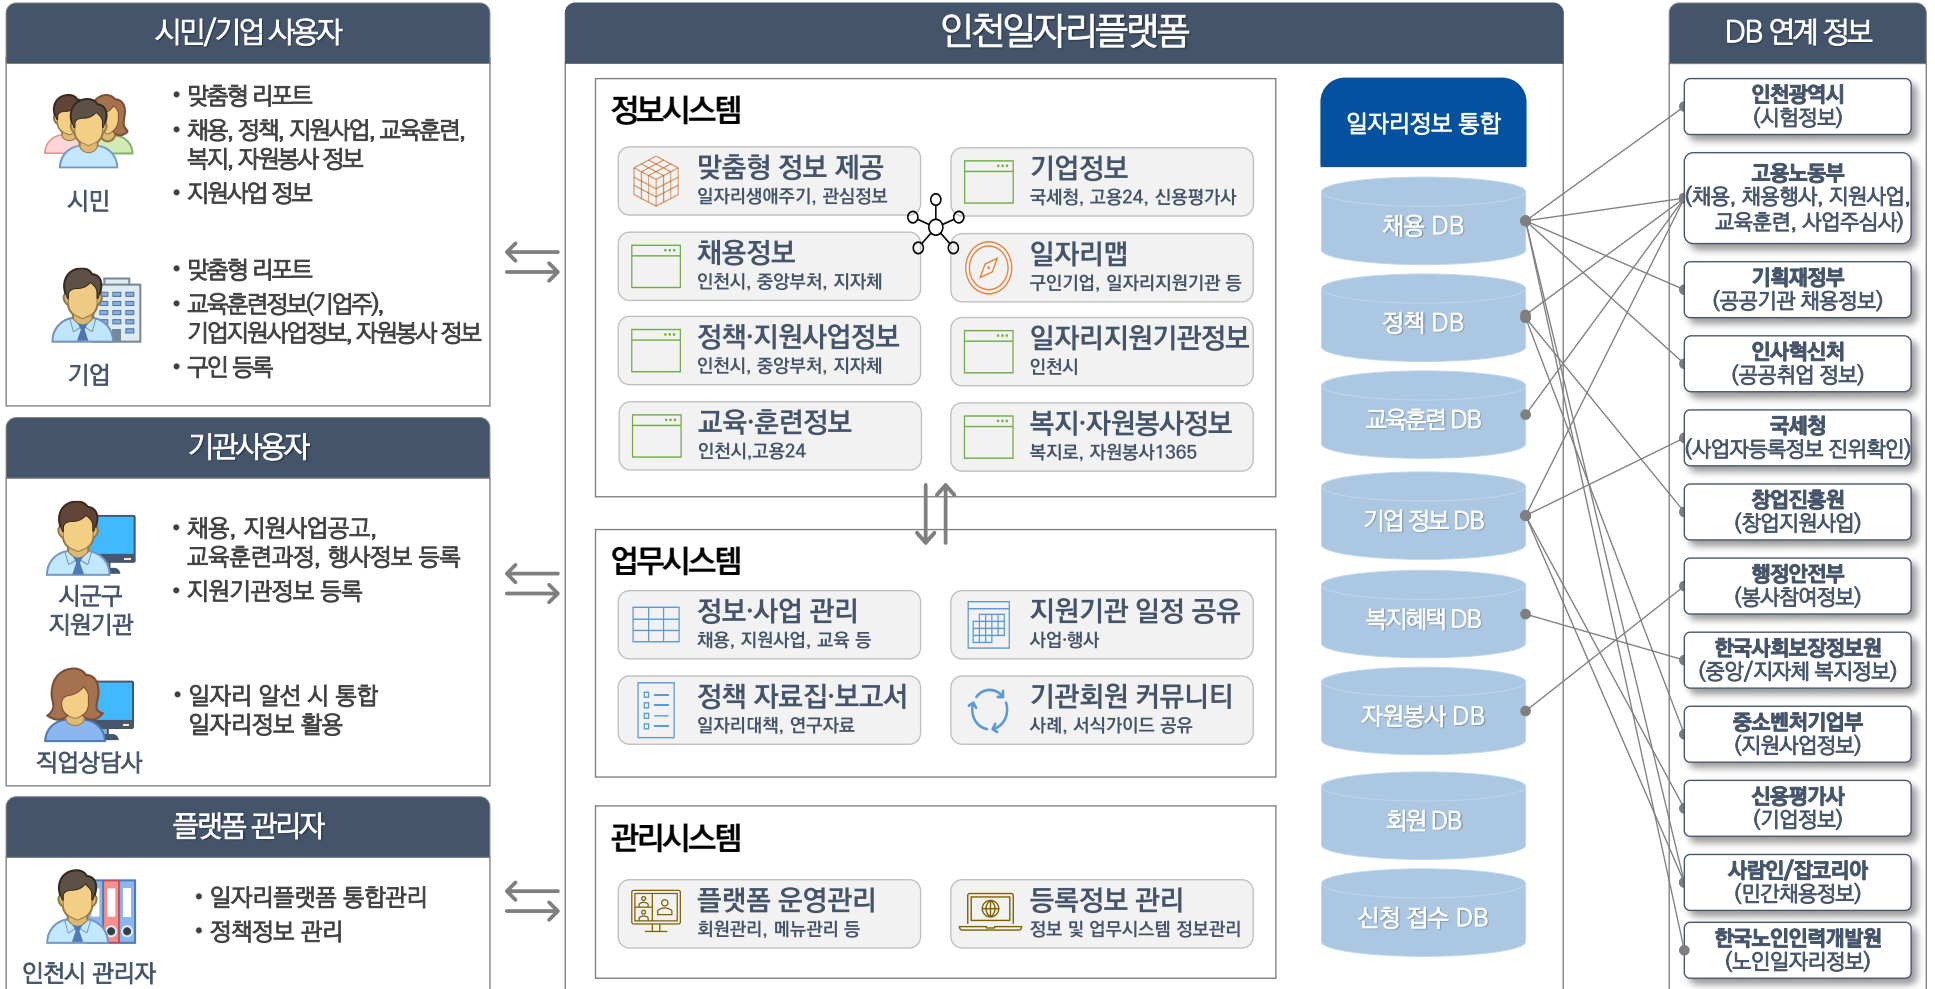 시민/기업 사용자
• 맞춤형 리포트
• 채용, 정책, 지원사업, 교육훈련,
복지, 자원봉사 정보
• 지원사업 정보
시민
• 맞춤형 리포트
• 교육훈련정보(기업주),
기업지원사업정보, 자원봉사 정보
• 구인 등록
기업
기관사용자
• 채용, 지원사업공고,
교육훈련과정, 행사정보 등록
• 지원기관정보 등록
시군구
지원기관
• 일자리 알선 시 통합
일자리정보 활용
직업상담사
플랫폼 관리자
• 일자리플랫폼 통합관리
• 정책정보 관리
인천시 관리자
인천일자리플랫폼
정보시스템
맞춤형 정보 제공
일자리생애주기, 관심정보
기업정보
국세청, 고용24, 신용평가사
채용정보
인천시, 중앙부처, 지자체
일자리맵
구인기업, 일자리지원기관 등
정책·지원사업정보
인천시, 중앙부처, 지자체
일자리지원기관정보
인천시
교육·훈련정보
인천시,고용24
복지·자원봉사정보
복지로, 자원봉사1365
업무시스템
정보·사업 관리
채용, 지원사업, 교육 등
지원기관 일정 공유
사업·행사
정책 자료집·보고서
일자리대책, 연구자료
기관회원 커뮤니티
사례, 서식가이드 공유
관리시스템
플랫폼 운영관리
회원관리, 메뉴관리 등
등록정보 관리
정보 및 업무시스템 정보관리
일자리정보 통합
채용 DB
정책 DB
교육훈련 DB
기업 정보 DB
복지혜택 DB
자원봉사 DB
회원 DB
신청 접수 DB
DB 연계 정보
인천광역시
(시험정보)
고용노동부
(채용, 채용행사, 지원사업,
교육훈련, 사업주심사)
기획재정부
(공공기관 채용정보)
인사혁신처
(공공취업 정보)
국세청
(사업자등록정보 진위확인)
창업진흥원
(창업지원사업)
행정안전부
(봉사참여정보)
한국사회보장정보원
(중앙/지자체 복지정보)
중소벤처기업부
(지원사업정보)
신용평가사
(기업정보)
사람인/잡코리아
(민간채용정보)
한국노인인력개발원
(노인일자리정보)